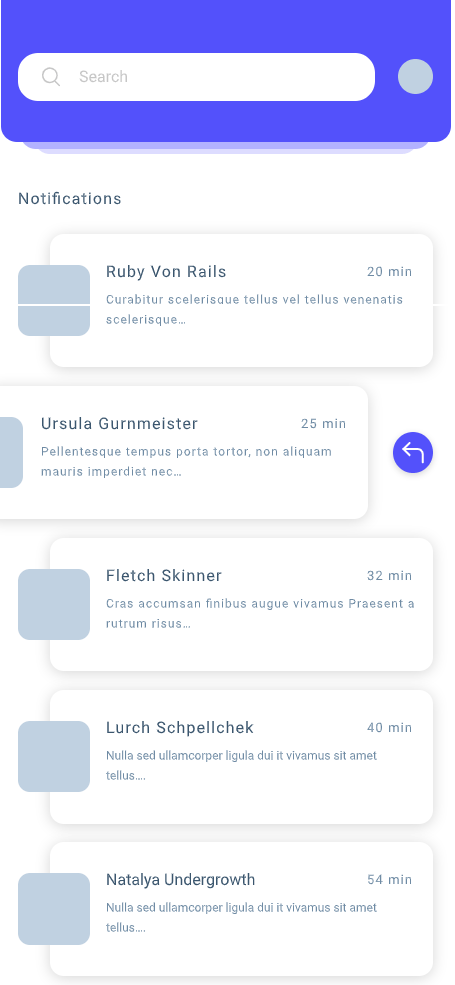 Search
Notifications
Ruby Von Rails 20 min
Curabitur scelerisque tellus vel tellus venenatis
scelerisque...
Ursula Gurnmeister 25 min
Pellentesque tempus porta tortor, non aliquam
mauris imperdiet nec...
Fletch Skinner 32 min
Cras accumsan finibus augue vivamus Praesent a
rutrum risus...
Lurch Schpellchek 40 min
Nulla sed ullamcorper ligula dui it vivamus sit amet
tellus....
Natalya Undergrowth 54 min
Nulla sed ullamcorper ligula dui it vivamus sit amet
tellus....